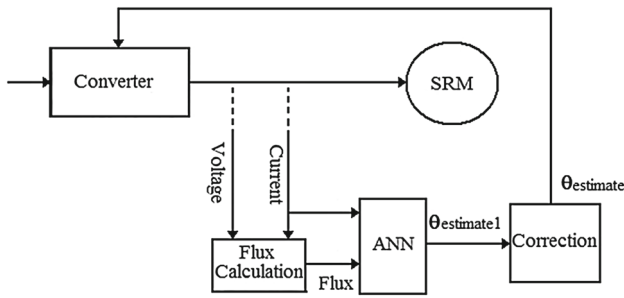 Converter
SRM
Voltage
Current
θestimate
Flux
Calculation
Flux
ANN
θestimate1
Correction